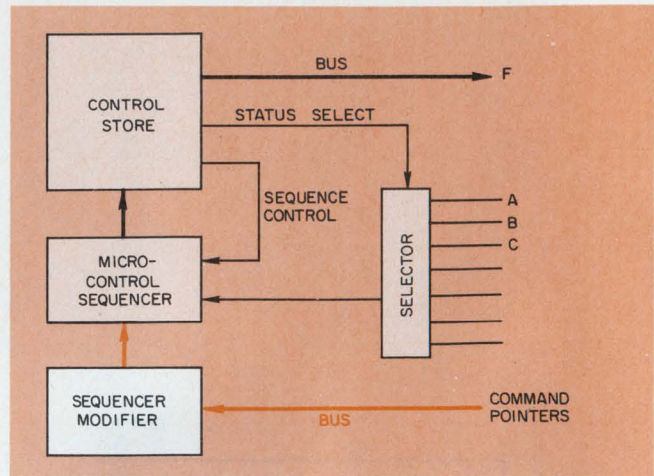 BUS
F
CONTROL
STORE
STATUS SELECT
SEQUENCE
CONTROL
A
B
C
MICRO-
CONTROL
SEQUENCER
SELECTOR
SEQUENCER
MODIFIER
BUS
COMMAND
POINTERS